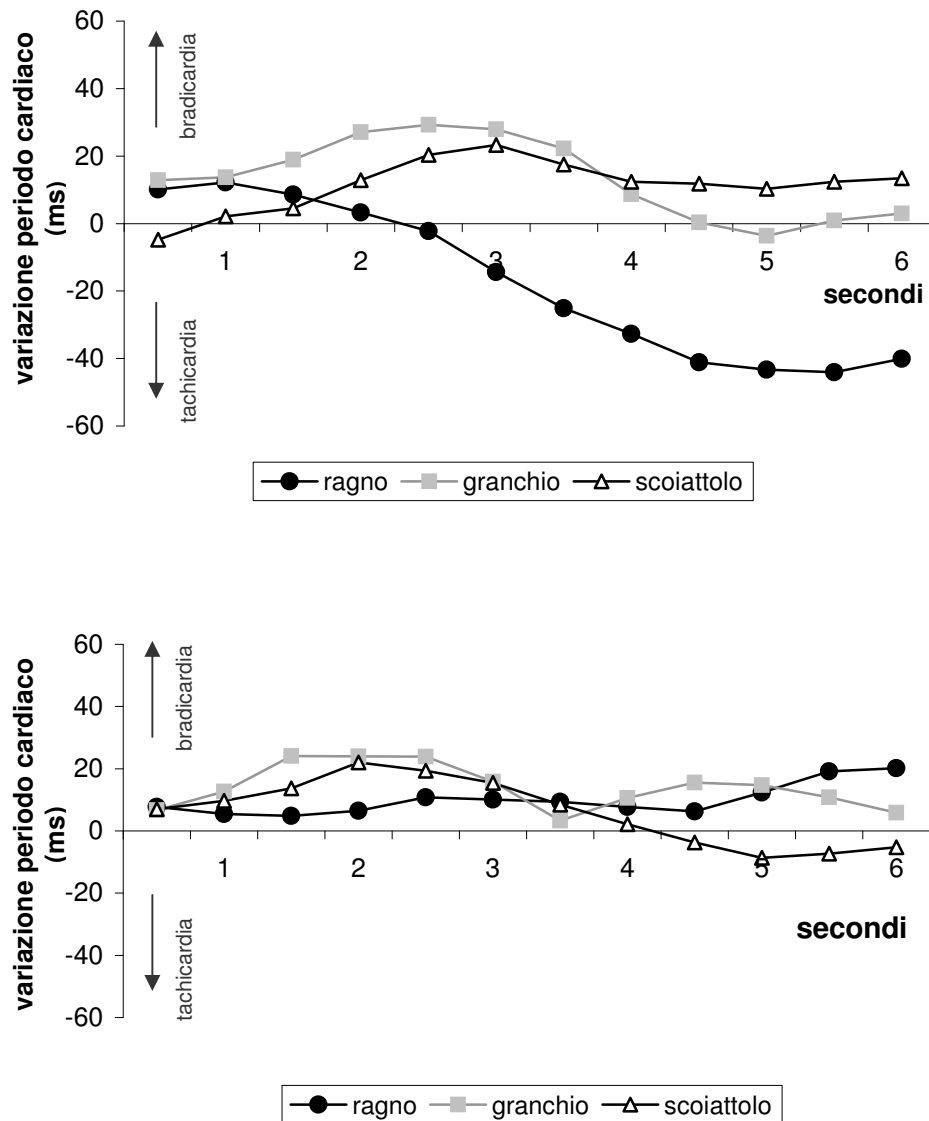 60
40
20
0
-20
-40
-60
variazione periodo cardiaco
(ms)
bradicardia
tachicardia
1 2 3 4 5 6
secondi
ragno granchio scoiattolo
60
40
20
0
-20
-40
-60
variazione periodo cardiaco
(ms)
bradicardia
tachicardia
1 2 3 4 5 6
secondi
ragno granchio scoiattolo